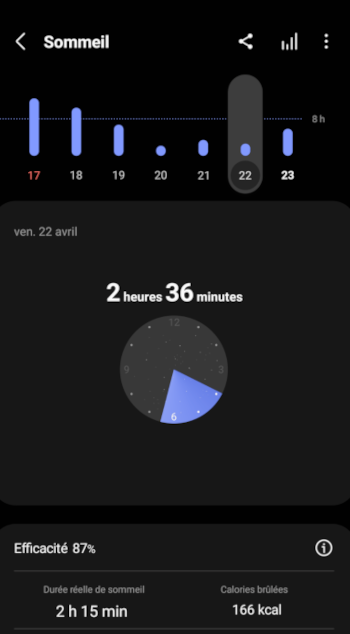 Sommeil
8 h
17 18 19 20 21 22 23
ven. 22 avril
2 heures 36 minutes
12
9 3
6
Efficacité 87%
Durée réelle de sommeil Calories brûlées
2 h 15 min 166 kcal